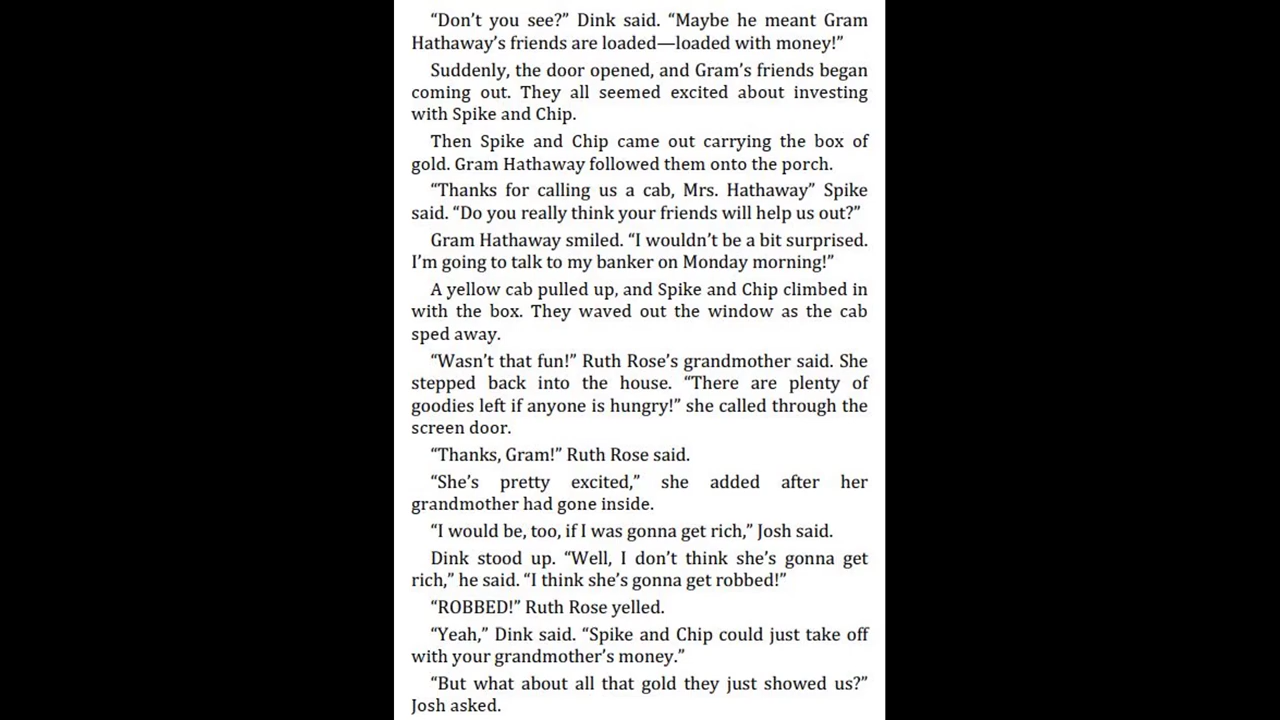 “Don’t you see?” Dink said. “Maybe he meant Gram
Hathaway’s friends are loaded—loaded with money!”
Suddenly, the door opened, and Gram’s friends began
coming out. They all seemed excited about investing
with Spike and Chip.
Then Spike and Chip came out carrying the box of
gold. Gram Hathaway followed them onto the porch.
“Thanks for calling us a cab, Mrs. Hathaway” Spike
said. “Do you really think your friends will help us out?”
Gram Hathaway smiled. “I wouldn’t be a bit surprised.
I’m going to talk to my banker on Monday morning!”
A yellow cab pulled up, and Spike and Chip climbed in
with the box. They waved out the window as the cab
sped away.
“Wasn’t that fun!” Ruth Rose’s grandmother said. She
stepped back into the house. “There are plenty of
goodies left if anyone is hungry!” she called through the
screen door.
“Thanks, Gram!” Ruth Rose said.
“She’s pretty excited,” she added after her
grandmother had gone inside.
“I would be, too, if I was gonna get rich,” Josh said.
Dink stood up. “Well, I don’t think she’s gonna get
rich,” he said. “I think she’s gonna get robbed!”
“ROBBED!” Ruth Rose yelled.
“Yeah,” Dink said. “Spike and Chip could just take off
with your grandmother’s money.”
“But what about all that gold they just showed us?”
Josh asked.